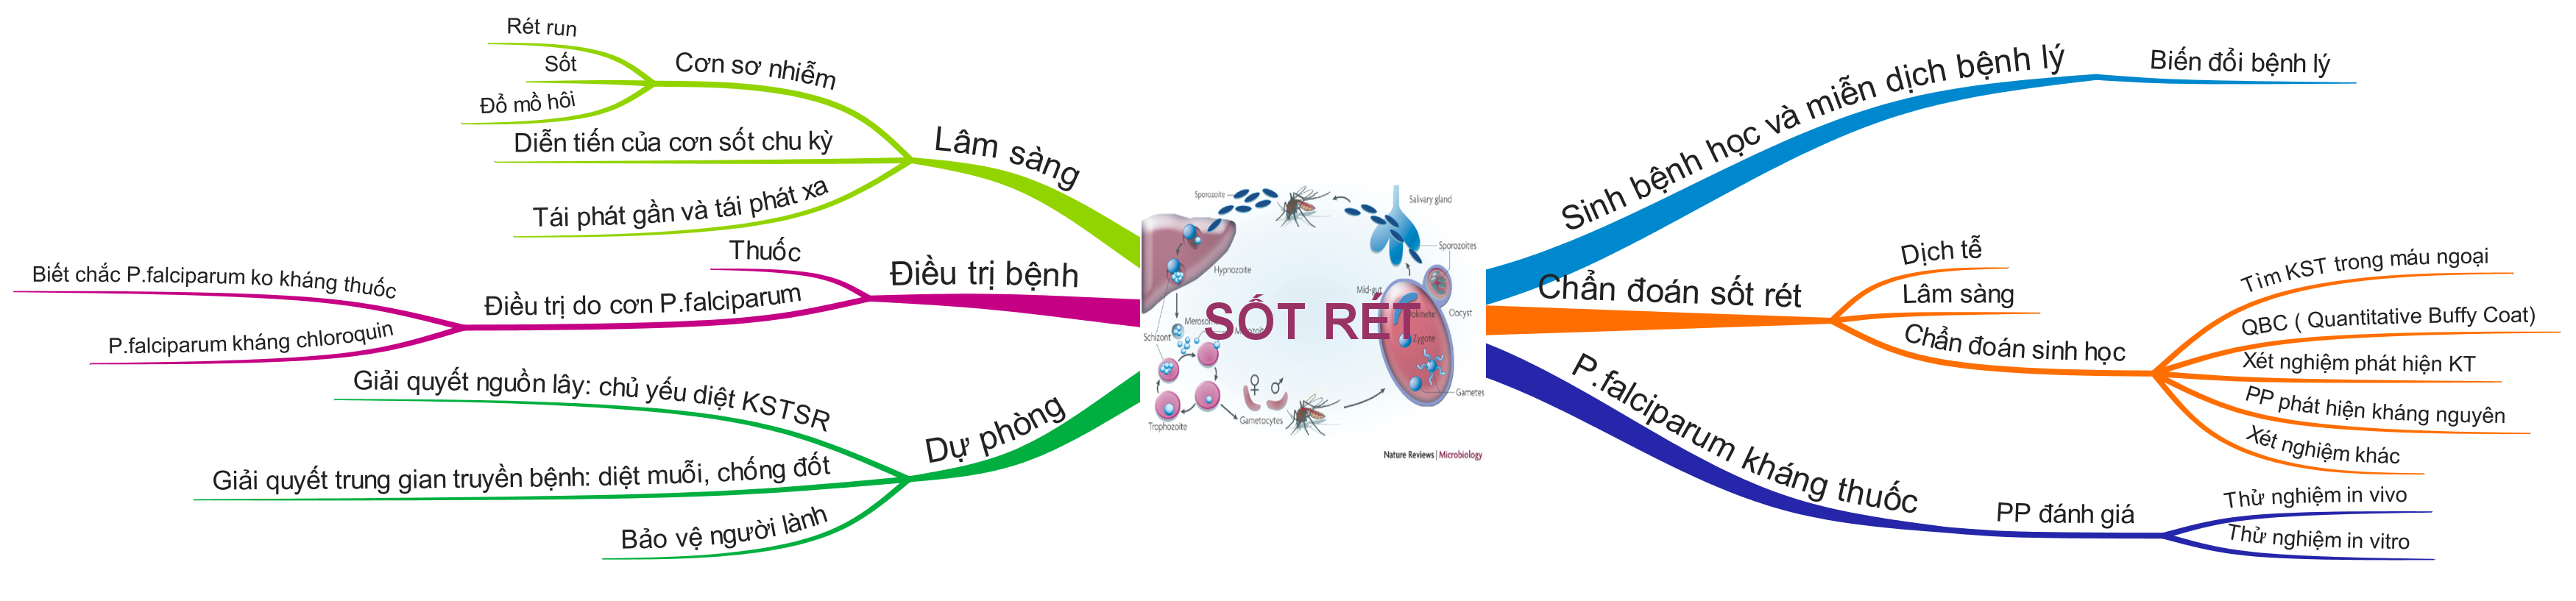 Rét run
Sốt
Đổ mồ hôi
Cơn sơ nhiễm
Diễn tiến của cơn sốt chu kỳ
Tái phát gần và tái phát xa
Lâm sàng
Thuốc
Biết chắc P.falciparum ko kháng thuốc
P.falciparum kháng chloroquin
Điều trị do cơn P.falciparum
Điều trị bệnh
Giải quyết nguồn lây: chủ yếu diệt KSTSR
Giải quyết trung gian truyền bệnh: diệt muỗi, chống đốt
Bảo vệ người lành
Dự phòng
SỐT RÉT
Sporozoite
Salivary gland
Sporozoites
Hypnozoite
Mid-gut
Oocyst
Zygote
Schizont
Gametes
Trophozoite
Gametocytes
Nature Reviews | Microbiology
Sinh bệnh học và miễn dịch bệnh lý
Biến đổi bệnh lý
Chẩn đoán sốt rét
Dịch tễ
Lâm sàng
Chẩn đoán sinh học
Tìm KST trong máu ngoại
QBC ( Quantitative Buffy Coat)
Xét nghiệm phát hiện KT
PP phát hiện kháng nguyên
Xét nghiệm khác
P.falciparum kháng thuốc
PP đánh giá
Thử nghiệm in vivo
Thử nghiệm in vitro